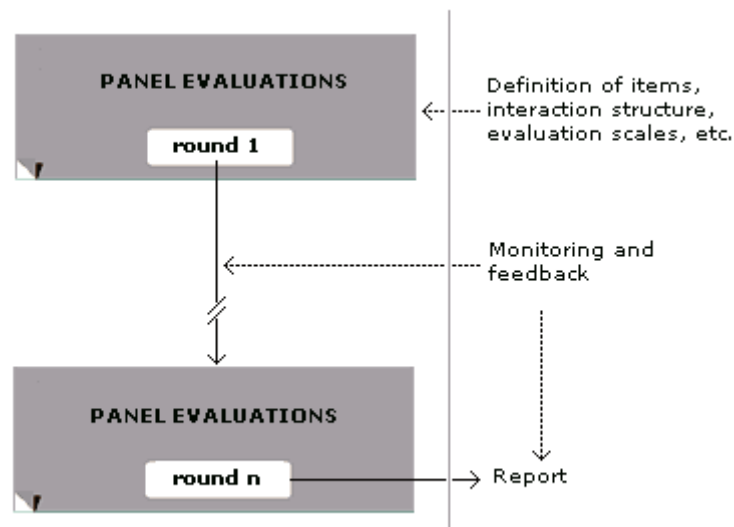 PANEL EVALUATIONS
round 1
Definition of items,
interaction structure,
evaluation scales, etc.
Monitoring and
feedback
PANEL EVALUATIONS
round n
Report